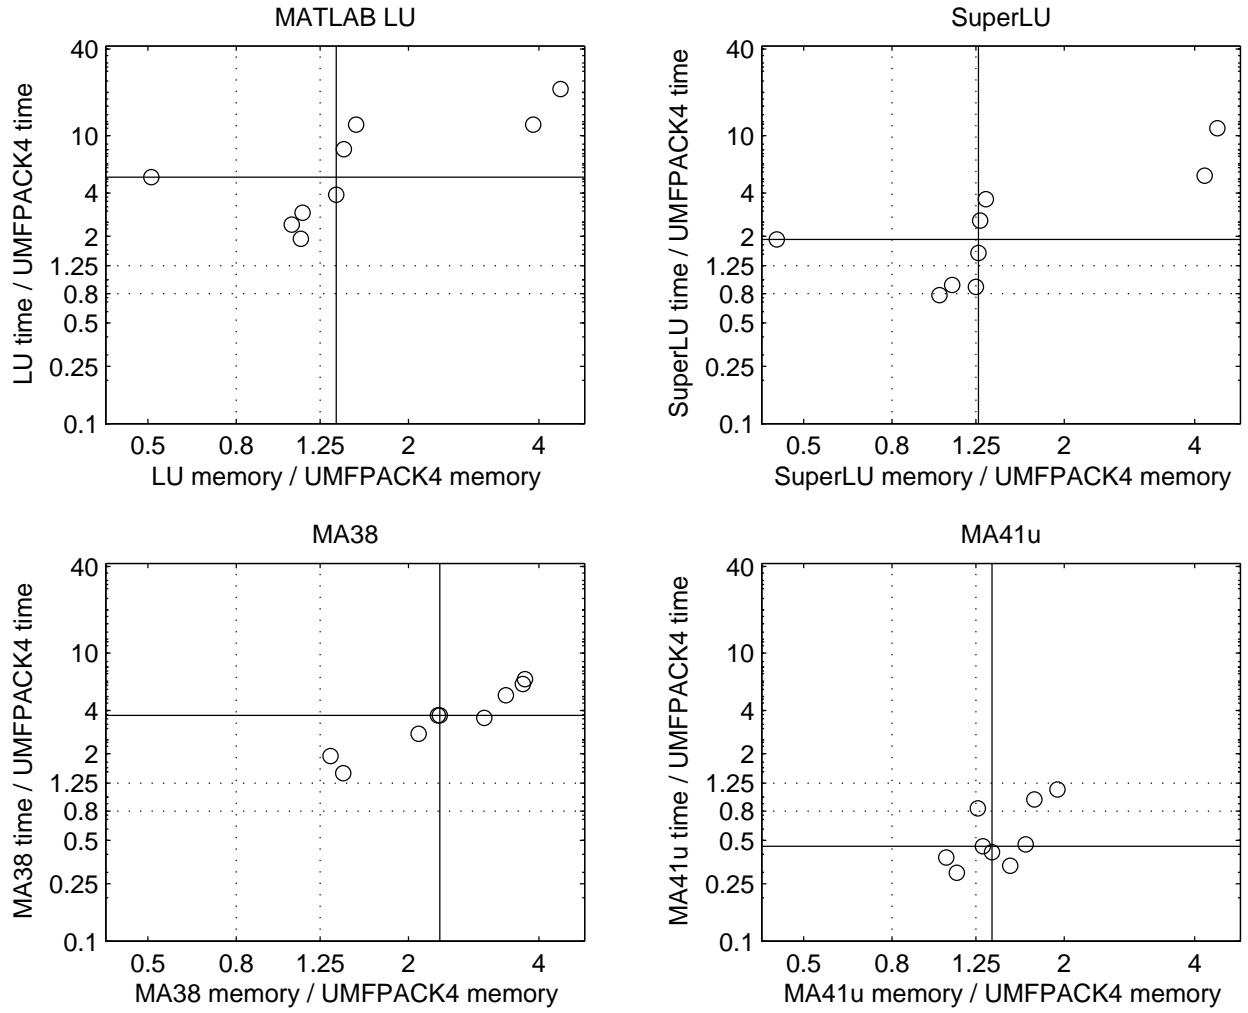 MATLAB LU
LU time / UMFPACK4 time
40
10
4
2
1.25
0.8
0.5
0.25
0.1
0.5 0.8 1.25 2 4
LU memory / UMFPACK4 memory
SuperLU
SuperLU time / UMFPACK4 time
40
10
4
2
1.25
0.8
0.5
0.25
0.1
0.5 0.8 1.25 2 4
SuperLU memory / UMFPACK4 memory
MA38
MA38 time / UMFPACK4 time
40
10
4
2
1.25
0.8
0.5
0.25
0.1
0.5 0.8 1.25 2 4
MA38 memory / UMFPACK4 memory
MA41u
MA41u time / UMFPACK4 time
40
10
4
2
1.25
0.8
0.5
0.25
0.1
0.5 0.8 1.25 2 4
MA41u memory / UMFPACK4 memory